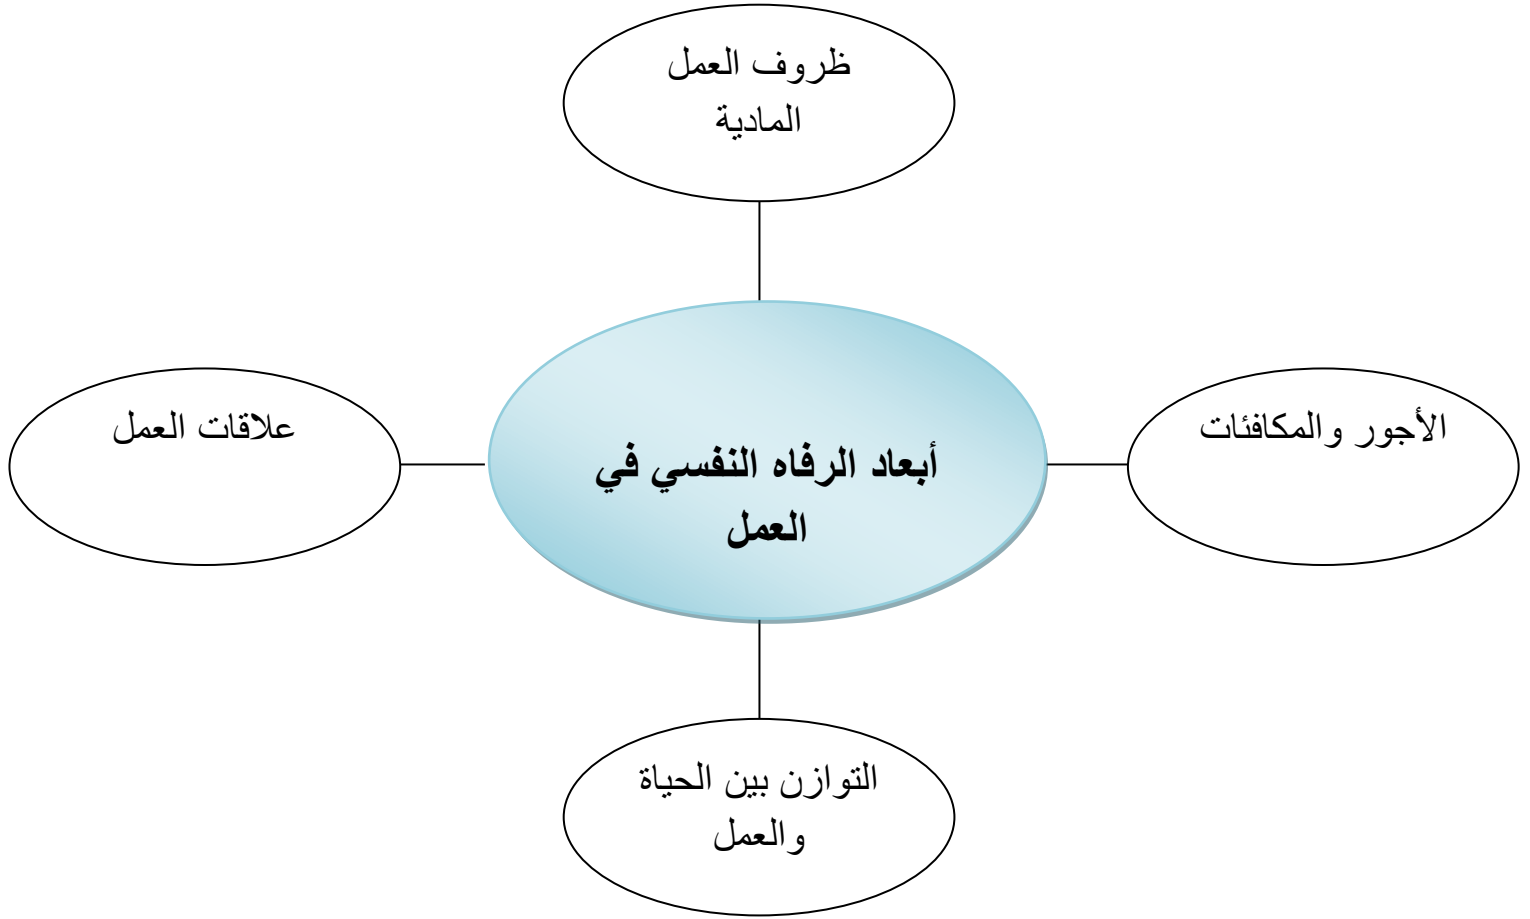 ظروف العمل
المادية
الأجور والمكافئات
أبعاد الرفاه النفسي في
العمل
علاقات العمل
التوازن بين الحياة
والعمل